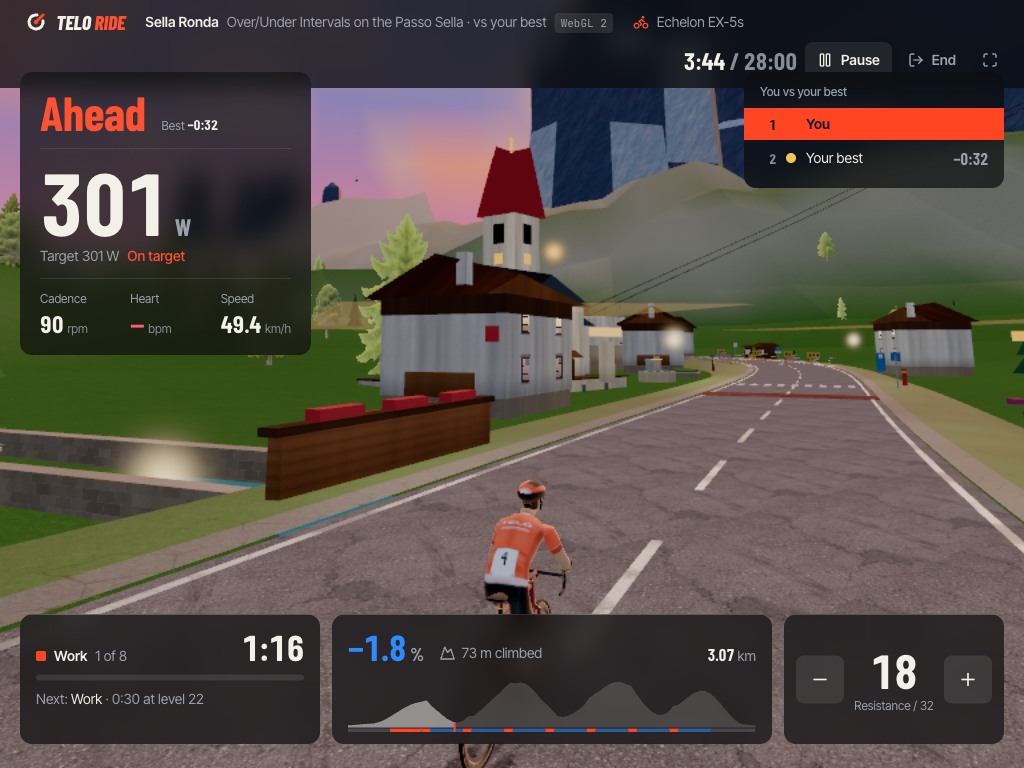 TELO RIDE Sella Ronda Over/Under Intervals on the Passo Sella · vs your best WebGL 2 Echelon EX-5s
3:44 / 28:00 Pause End
Ahead Best −0:32
301 W
Target 301 W On target
Cadence Heart Speed
90 rpm — bpm 49.4 km/h
You vs your best
1 You
2 Your best −0:32
TELO
4
Work 1 of 8 1:16
Next: Work · 0:30 at level 22
−1.8 % 73 m climbed 3.07 km
− 18 +
Resistance / 32